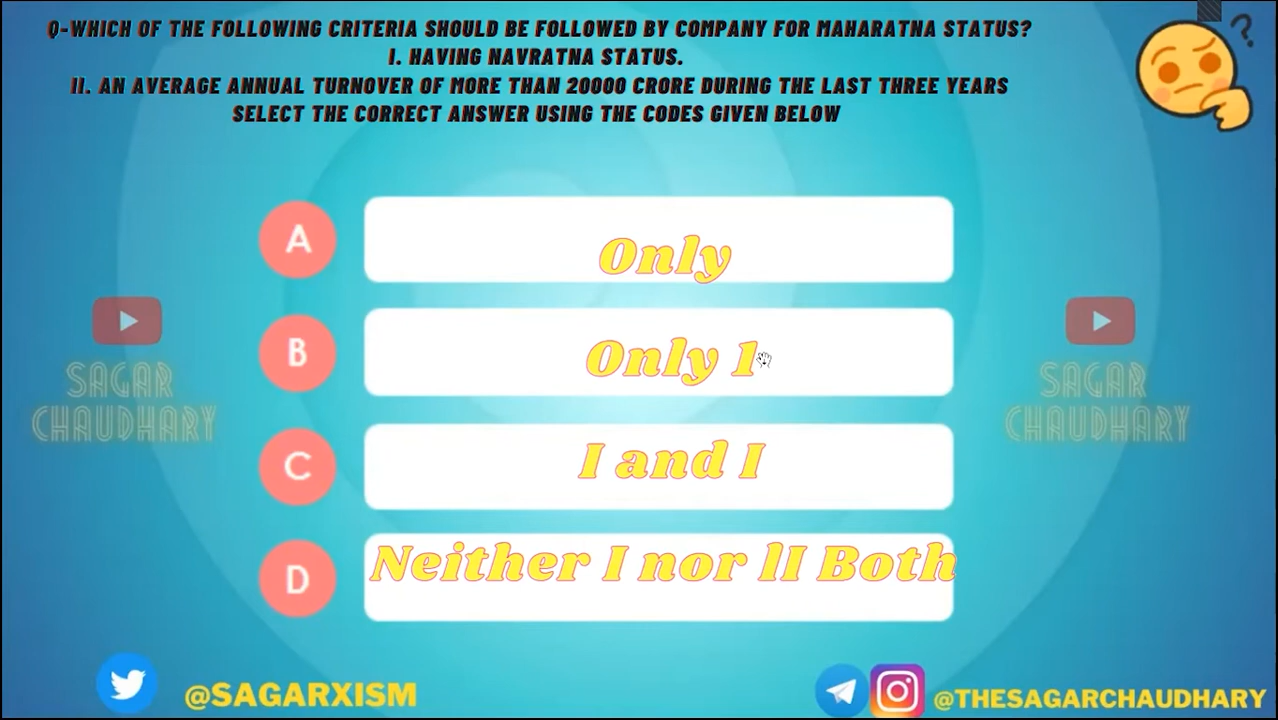 Q-WHICH OF THE FOLLOWING CRITERIA SHOULD BE FOLLOWED BY COMPANY FOR MAHARATNA STATUS?
I. HAVING NAVRATNA STATUS.
II. AN AVERAGE ANNUAL TURNOVER OF MORE THAN 20000 CRORE DURING THE LAST THREE YEARS
SELECT THE CORRECT ANSWER USING THE CODES GIVEN BELOW
A Only
B Only 1
C I and I
D Neither I nor lI Both
SAGAR
CHAUDHARY
SAGAR
CHAUDHARY
@SAGARXISM
@THESAGARCHAUDHARY